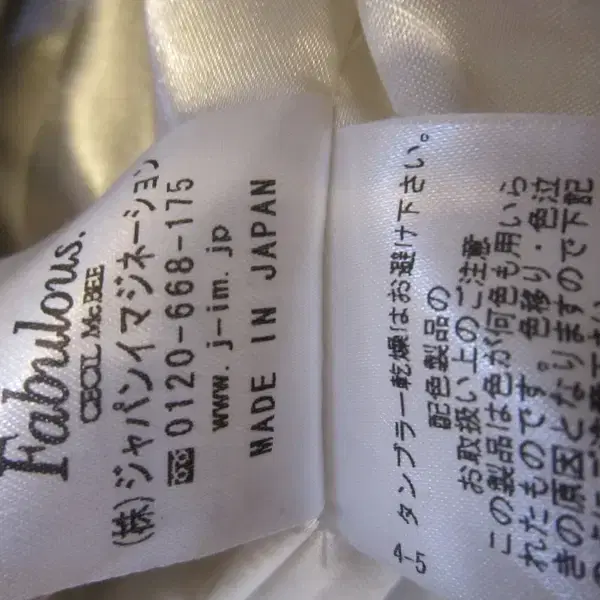 Fabulous.
CECIL McBEE
(株)ジャパンイマジネーション
0120-668-175
www.j-im.jp
MADE IN JAPAN
タンブラー乾燥はお避け下さい。
配色製品の
お取扱い上のご注意
この製品は色が何色も用いら
れたものです。色移り・色泣
きの原因となりますので下記
4-5